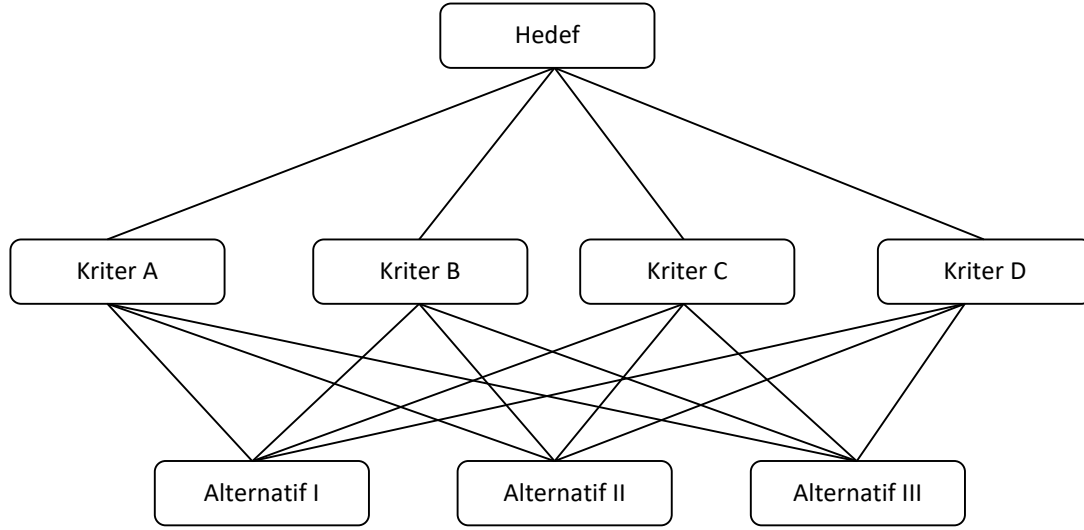 Hedef
Kriter A
Kriter B
Kriter C
Kriter D
Alternatif I
Alternatif II
Alternatif III